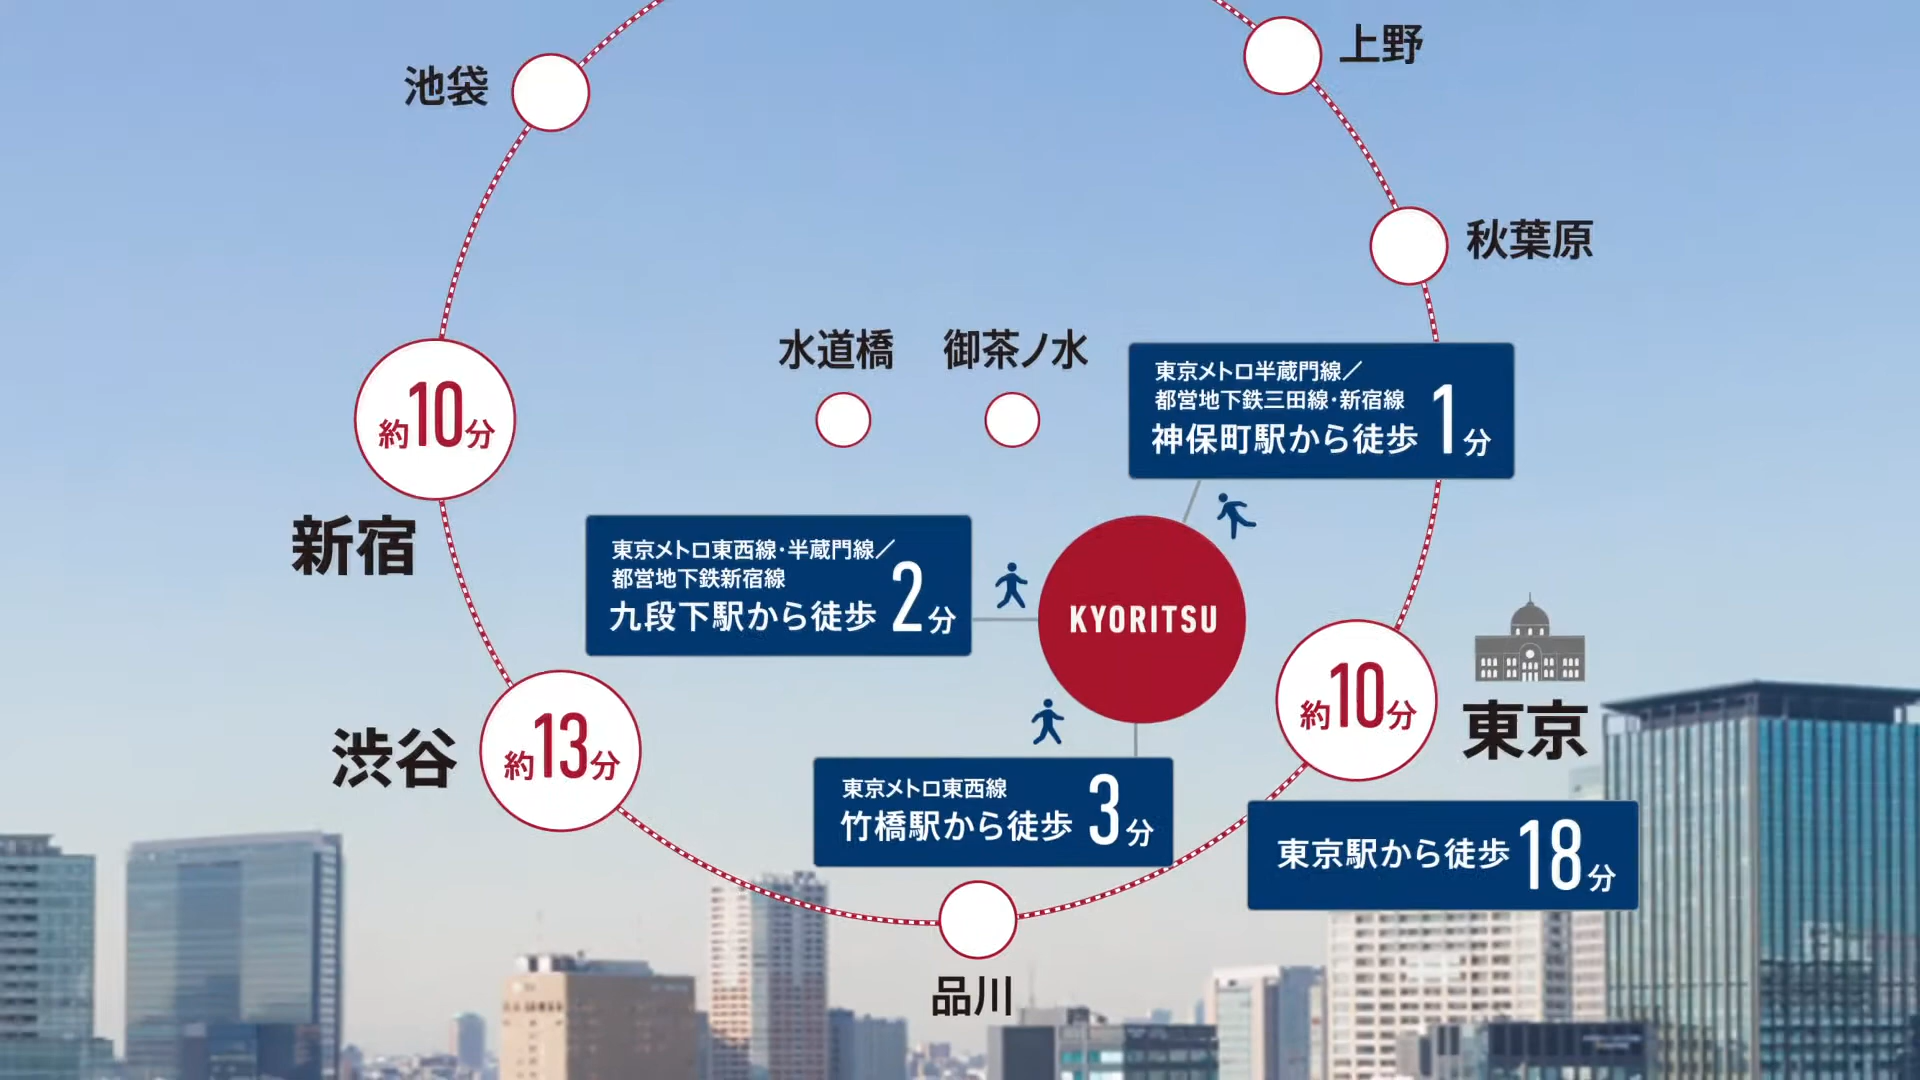 池袋
上野
秋葉原
水道橋
御茶ノ水
東京メトロ半蔵門線／
都営地下鉄三田線・新宿線
神保町駅から徒歩 1分
約10分
新宿
東京メトロ東西線・半蔵門線／
都営地下鉄新宿線
九段下駅から徒歩 2分
KYORITSU
約10分
東京
約13分
渋谷
東京メトロ東西線
竹橋駅から徒歩 3分
東京駅から徒歩 18分
品川